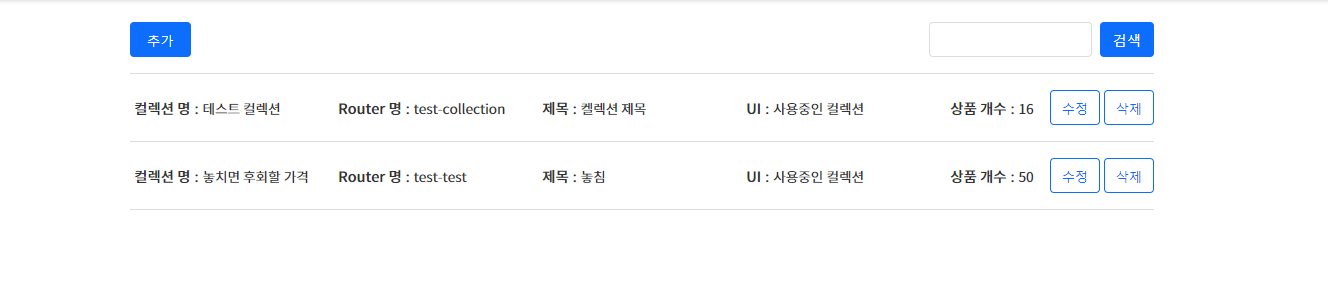 추가 검색
컬렉션 명 : 테스트 컬렉션 Router 명 : test-collection 제목 : 켈렉션 제목 UI : 사용중인 컬렉션 상품 개수 : 16 수정 삭제
컬렉션 명 : 놓치면 후회할 가격 Router 명 : test-test 제목 : 놓침 UI : 사용중인 컬렉션 상품 개수 : 50 수정 삭제